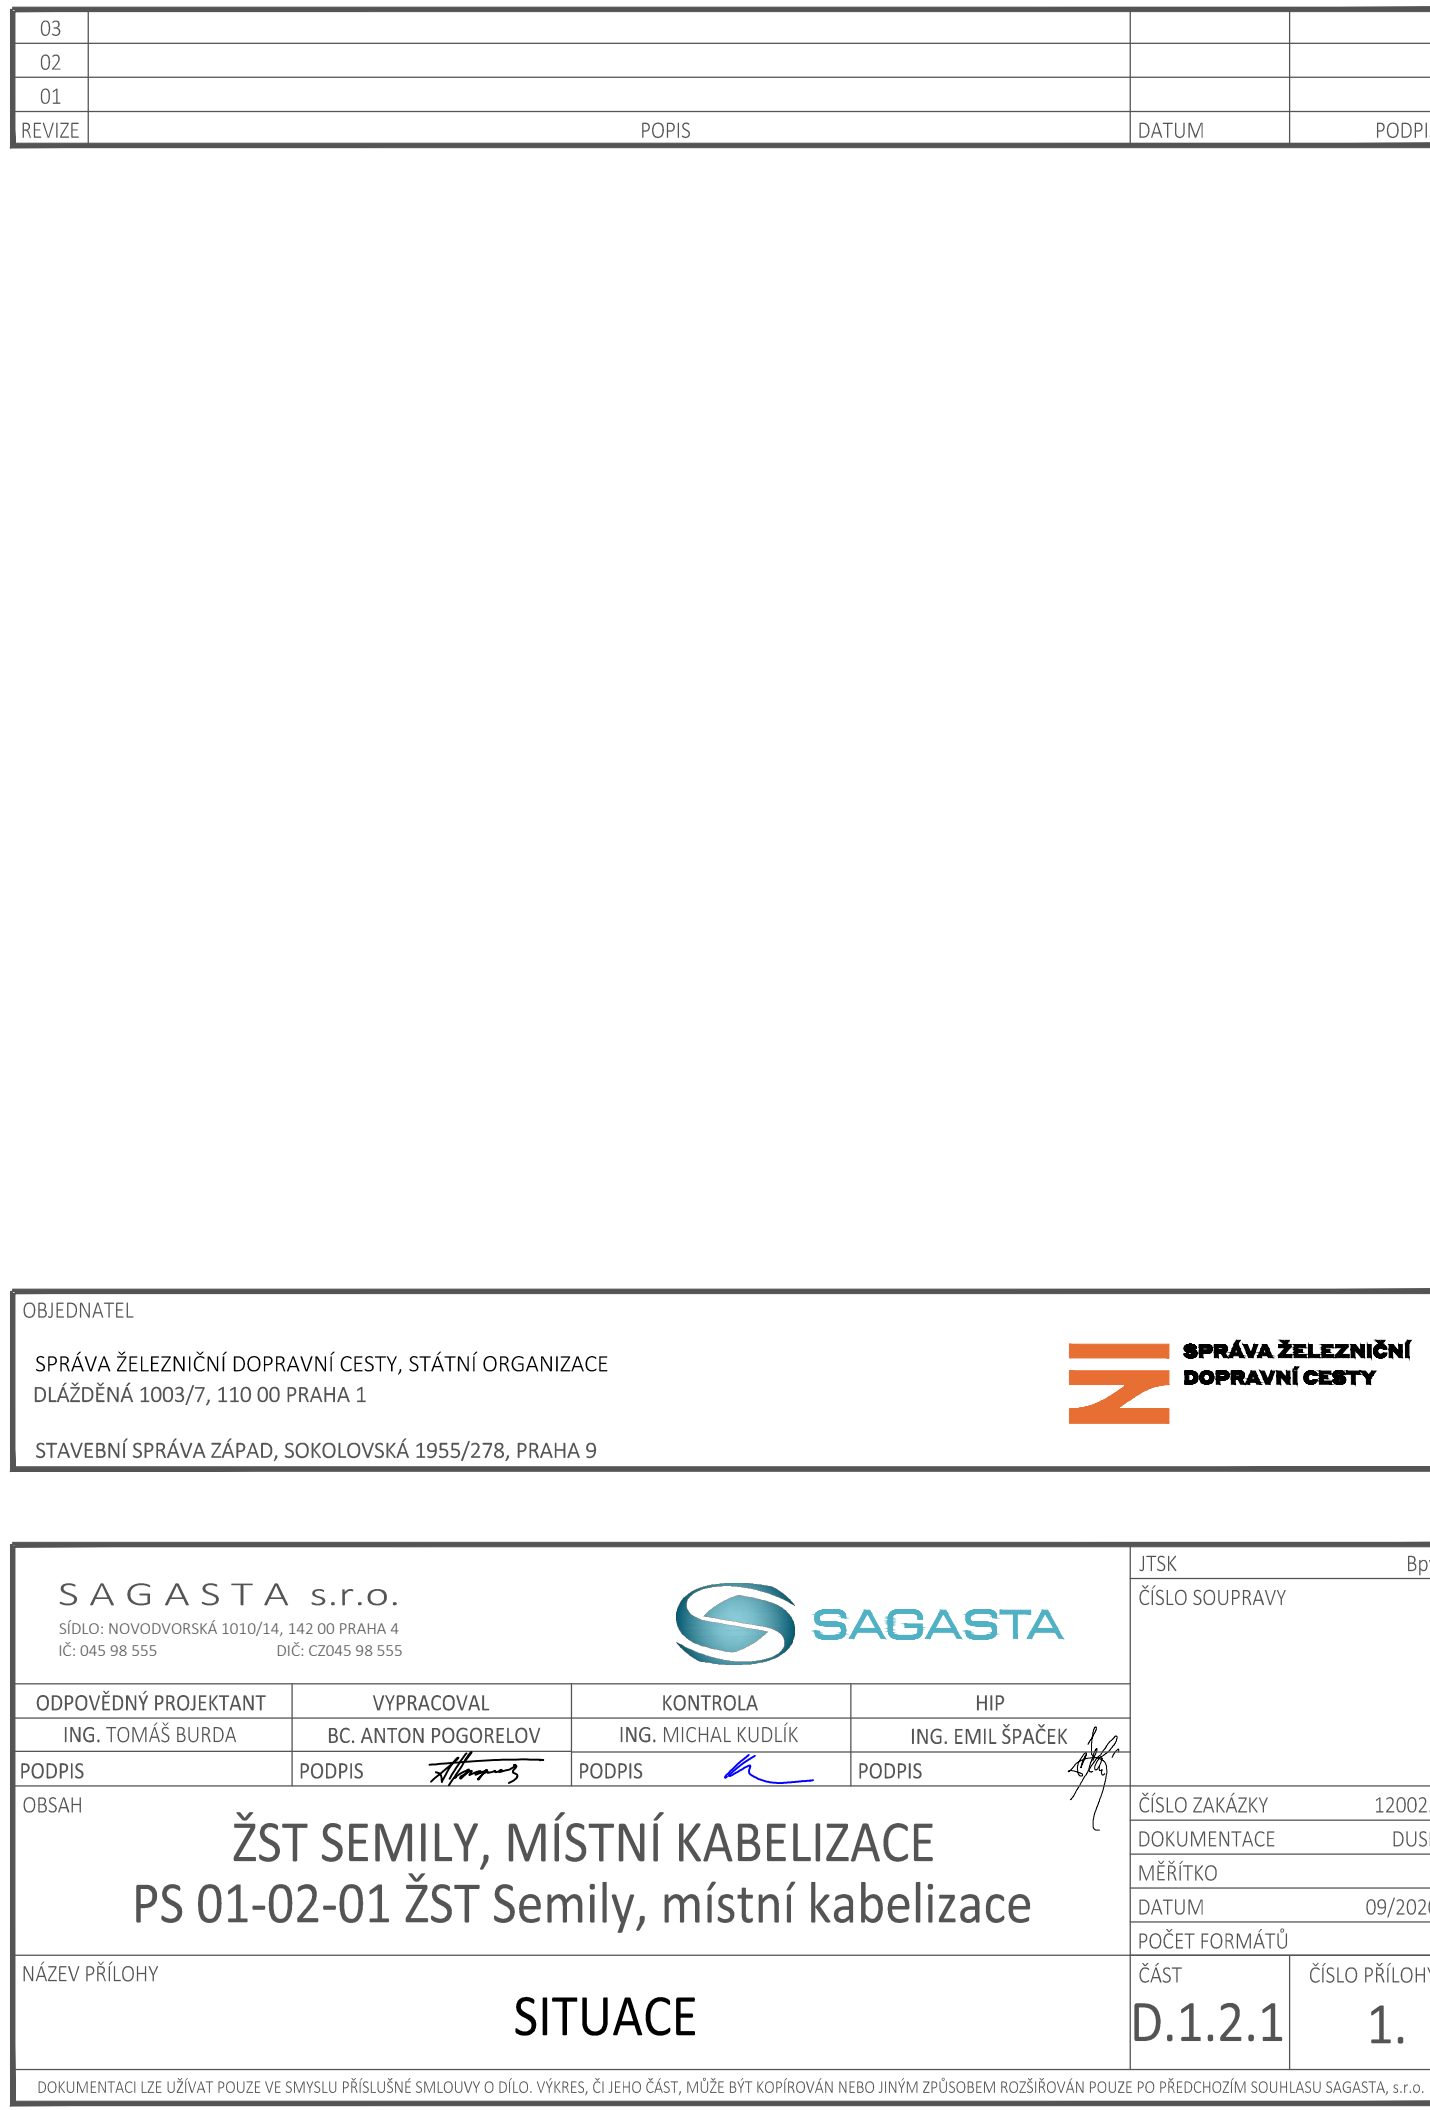 03
02
01
REVIZE POPIS DATUM
OBJEDNATEL
SPRÁVA ŽELEZNIČNÍ DOPRAVNÍ CESTY, STÁTNÍ ORGANIZACE
DLÁŽDĚNÁ 1003/7, 110 00 PRAHA 1
STAVEBNÍ SPRÁVA ZÁPAD, SOKOLOVSKÁ 1955/278, PRAHA 9
SPRÁVA ŽELEZNIČNÍ
DOPRAVNÍ CESTY
SAGASTA s.r.o.
SÍDLO: NOVODVORSKÁ 1010/14, 142 00 PRAHA 4
IČ: 045 98 555 DIČ: CZ045 98 555
SAGASTA
JTSK
ČÍSLO SOUPRAVY
ODPOVĚDNÝ PROJEKTANT VYPRACOVAL KONTROLA HIP
ING. TOMÁŠ BURDA BC. ANTON POGORELOV ING. MICHAL KUDLÍK ING. EMIL ŠPAČEK
PODPIS PODPIS PODPIS PODPIS
OBSAH
ŽST SEMILY, MÍSTNÍ KABELIZACE
PS 01-02-01 ŽST Semily, místní kabelizace
ČÍSLO ZAKÁZKY
DOKUMENTACE
MĚŘÍTKO
DATUM
POČET FORMÁTŮ
NÁZEV PŘÍLOHY
SITUACE
ČÁST ČÍSLO PŘÍLOHY
D.1.2.1 1.
DOKUMENTACI LZE UŽÍVAT POUZE VE SMYSLU PŘÍSLUŠNÉ SMLOUVY O DÍLO. VÝKRES, ČI JEHO ČÁST, MŮŽE BÝT KOPÍROVÁN NEBO JINÝM ZPŮSOBEM ROZŠIŘOVÁN POUZE PO PŘEDCHOZÍM SOUHLASU SAGASTA, s.r.o.